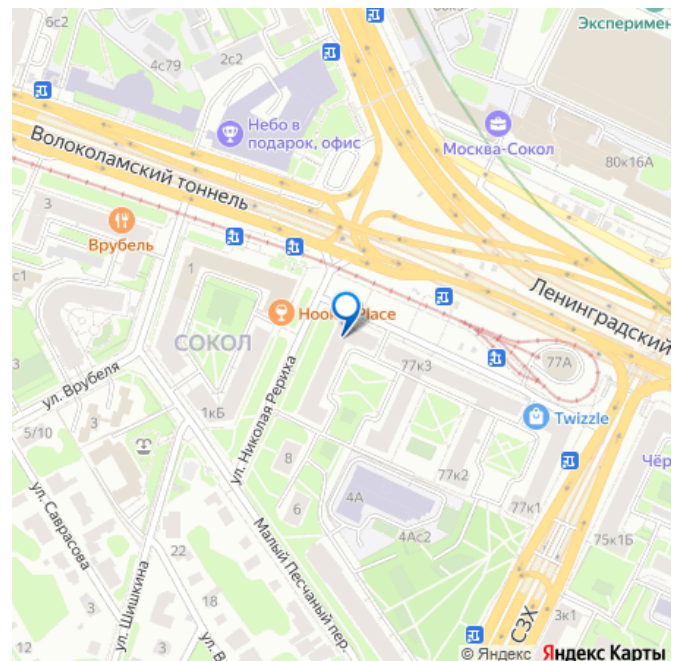 6с2
Эксперимен
4с79
2с2
Небо в
подарок, офис
Москва-Сокол
80к16А
Волоколамский тоннель
3
Врубель
с1
1
Ленинградский
Place
СОКОЛ
77к3
77А
3
ул. Врубеля
ул. Николая Рериха
Twizzle
1кБ
5/10
3
8
Чёр
77к2
4А
77к1
6
ул. Саврасова
4Ас2
75к1Б
Малый Песчаный пер.
22
ул. Шишкина
18
3
3
СЗХ
3к1
12
ул. В
© Яндекс Яндекс Карты